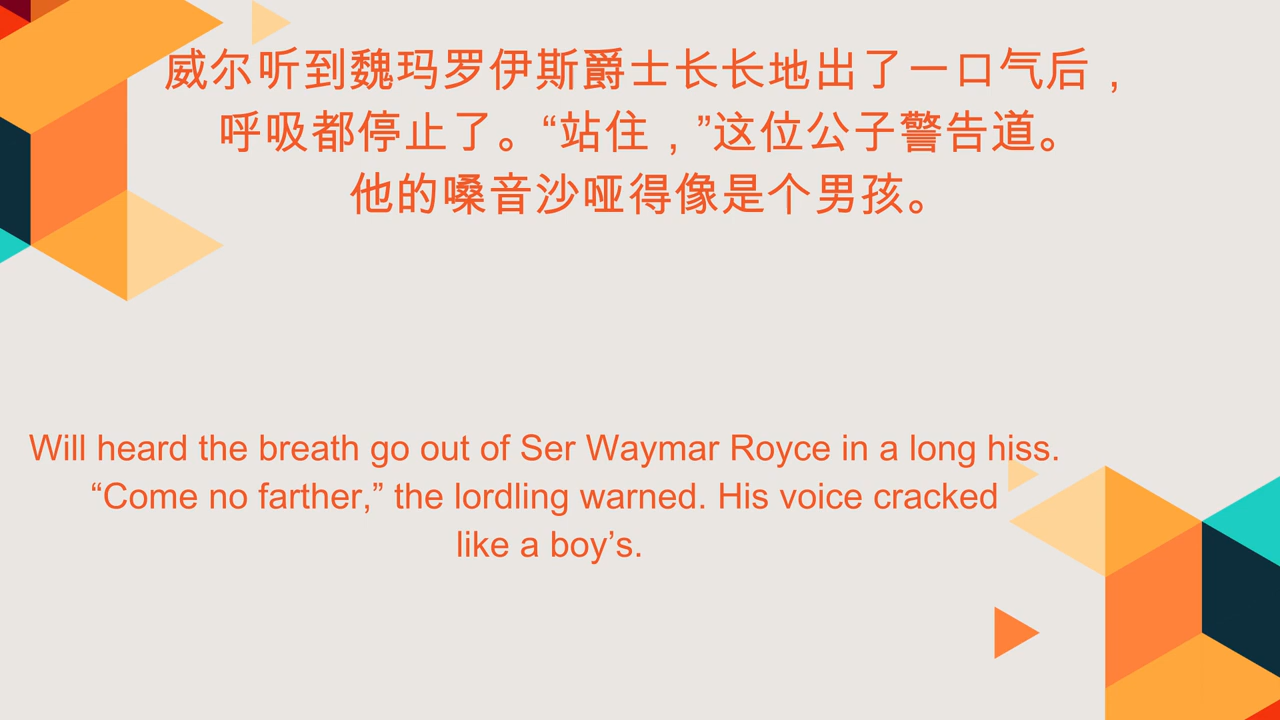 威尔听到魏玛罗伊斯爵士长长地出了一口气后，
呼吸都停止了。“站住，”这位公子警告道。
他的嗓音沙哑得像是个男孩。
Will heard the breath go out of Ser Waymar Royce in a long hiss.
“Come no farther,” the lordling warned. His voice cracked
like a boy’s.